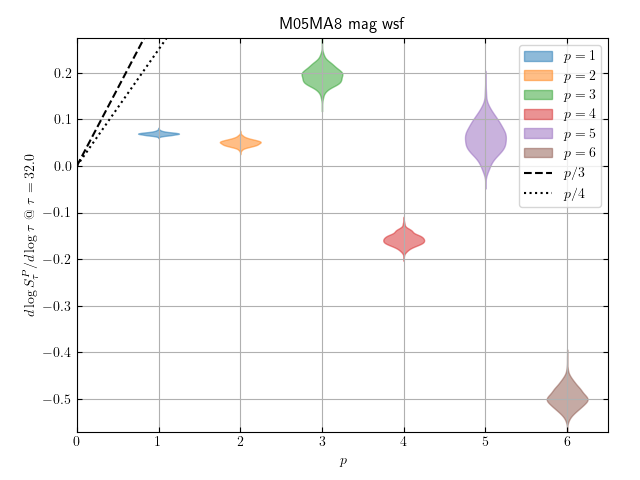 M05MA8 mag wsf
d log S_τ^P / d log τ @ τ = 32.0
0.2
0.1
0.0
−0.1
−0.2
−0.3
−0.4
−0.5
0 1 2 3 4 5 6
p
p = 1
p = 2
p = 3
p = 4
p = 5
p = 6
p/3
p/4